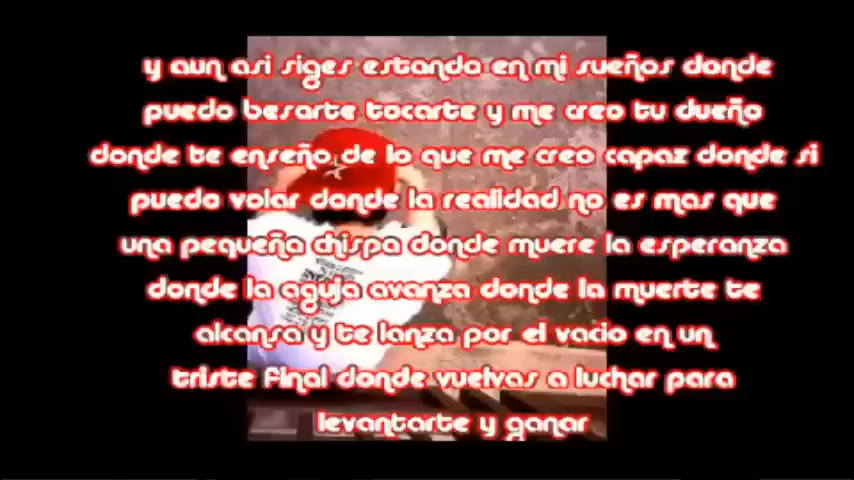 y aun asi siges estando en mi sueños donde
puedo besarte tocarte y me creo tu dueño
donde te enseño de lo que me creo capaz donde si
puedo volar donde la realidad no es mas que
una pequeña chispa donde muere la esperanza
donde la aguja avanza donde la muerte te
alcansa y te lanza por el vacio en un
triste final donde vuelvas a luchar para
levantarte y ganar